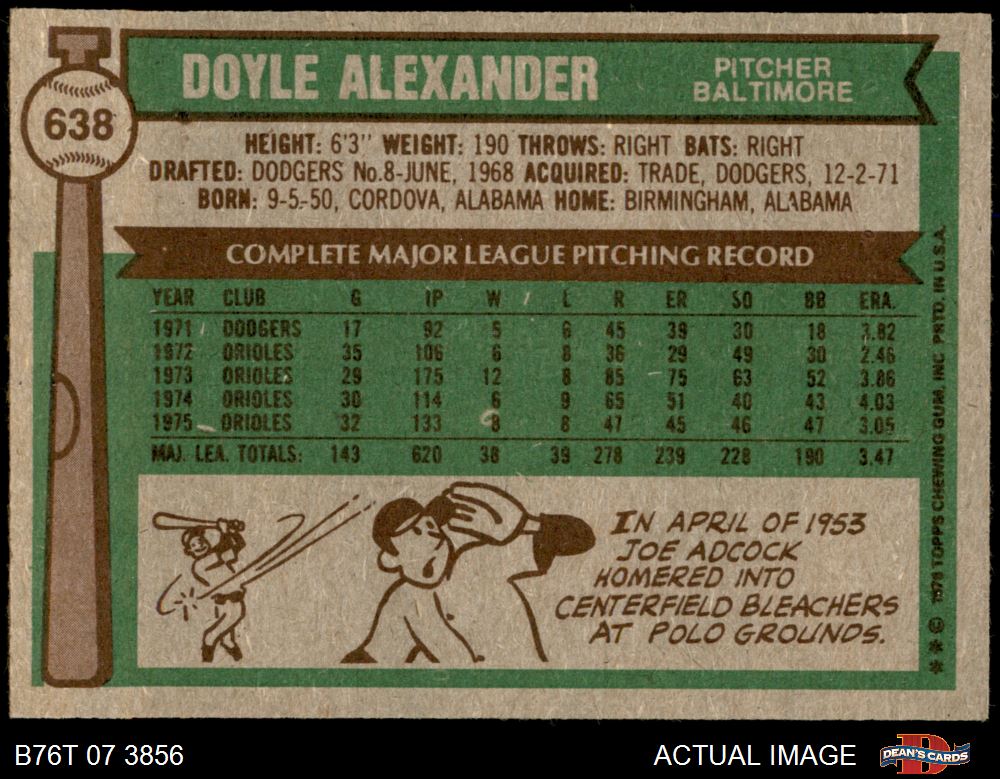 638
DOYLE ALEXANDER
PITCHER
BALTIMORE
HEIGHT: 6'3" WEIGHT: 190 THROWS: RIGHT BATS: RIGHT
DRAFTED: DODGERS No.8-JUNE, 1968 ACQUIRED: TRADE, DODGERS, 12-2-71
BORN: 9-5-50, CORDOVA, ALABAMA HOME: BIRMINGHAM, ALABAMA
COMPLETE MAJOR LEAGUE PITCHING RECORD
YEAR CLUB G IP W L R ER SO BB ERA.
1971 DODGERS 17 92 5 6 45 39 30 18 3.82
1972 ORIOLES 35 106 6 8 36 29 49 30 2.46
1973 ORIOLES 29 175 12 8 85 75 63 52 3.86
1974 ORIOLES 30 114 6 9 65 51 40 43 4.03
1975 ORIOLES 32 133 8 8 47 45 46 47 3.05
MAJ. LEA. TOTALS: 143 620 38 39 278 239 228 190 3.47
IN APRIL OF 1953
JOE ADCOCK
HOMERED INTO
CENTERFIELD BLEACHERS
AT POLO GROUNDS.
** © 1976 TOPPS CHEWING GUM, INC PRTD. IN U.S.A.
B76T 07 3856
ACTUAL IMAGE
DEAN'S CARDS